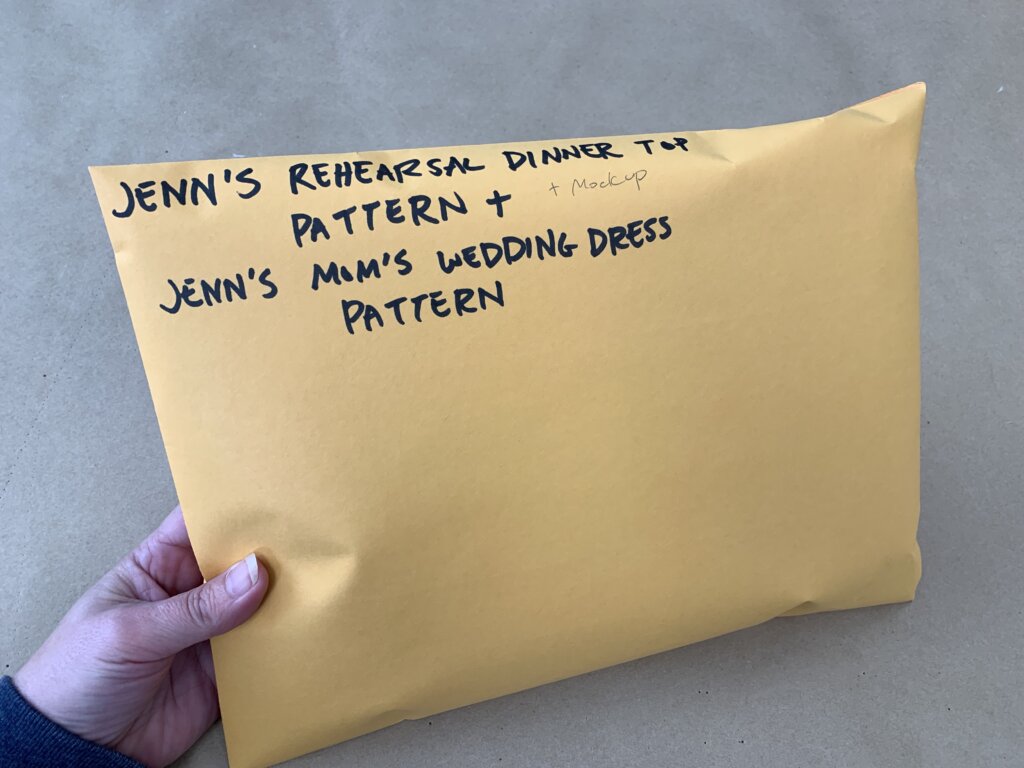 JENN'S REHEARSAL DINNER TOP
+ Mockup
PATTERN +
JENN'S MOM'S WEDDING DRESS
PATTERN